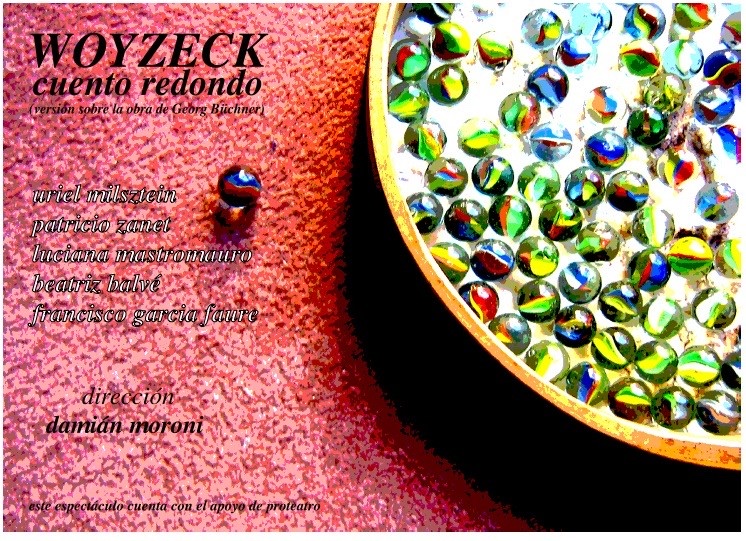 WOYZECK
cuento redondo
(versión sobre la obra de Georg Büchner)
uriel milsztein
patricio zanet
luciana mastromauro
beatriz balvé
francisco garcia faure
dirección
damián moroni
este espectáculo cuenta con el apoyo de proteatro